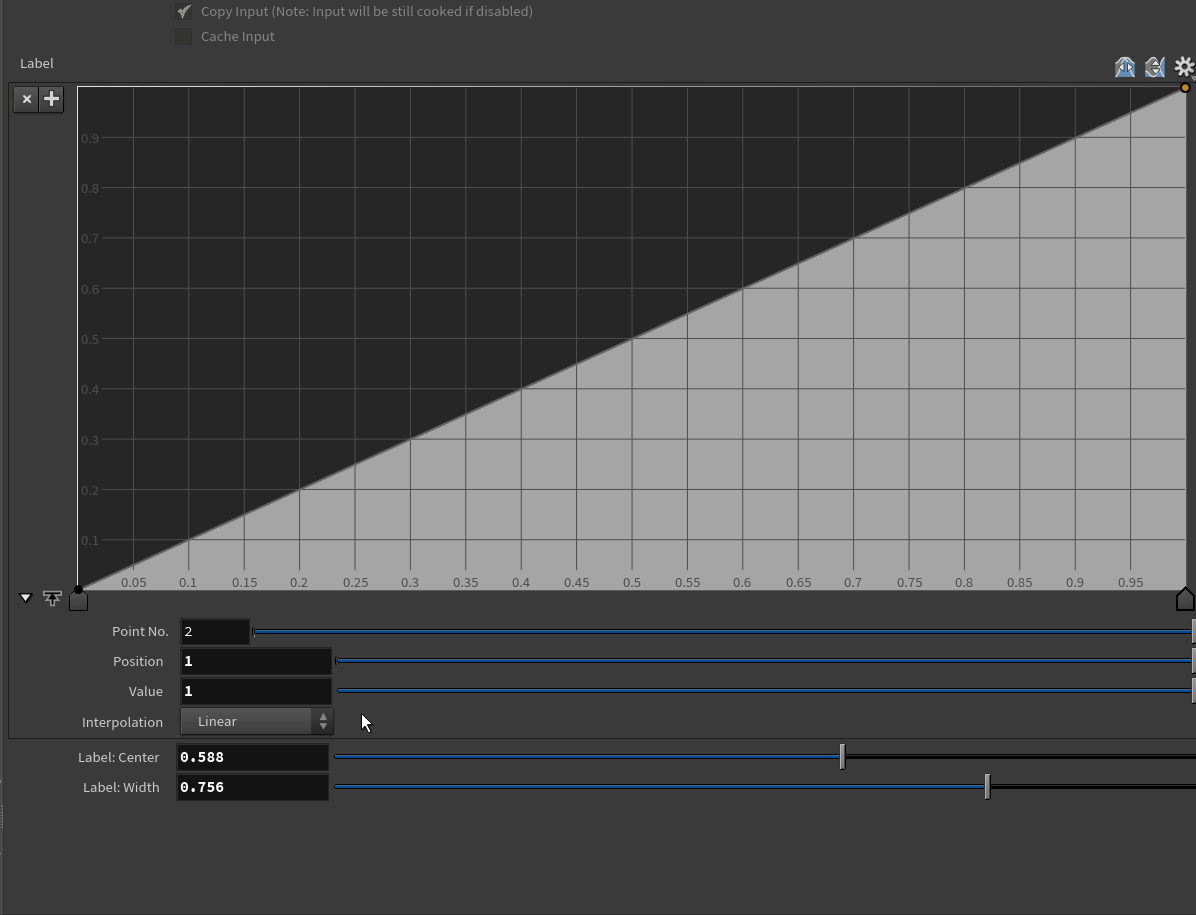 Copy Input (Note: Input will be still cooked if disabled)
Cache Input
Label
0.9
0.8
0.7
0.6
0.5
0.4
0.3
0.2
0.1
0.05 0.1 0.15 0.2 0.25 0.3 0.35 0.4 0.45 0.5 0.55 0.6 0.65 0.7 0.75 0.8 0.85 0.9 0.95
Point No. 2
Position 1
Value 1
Interpolation Linear
Label: Center 0.588
Label: Width 0.756